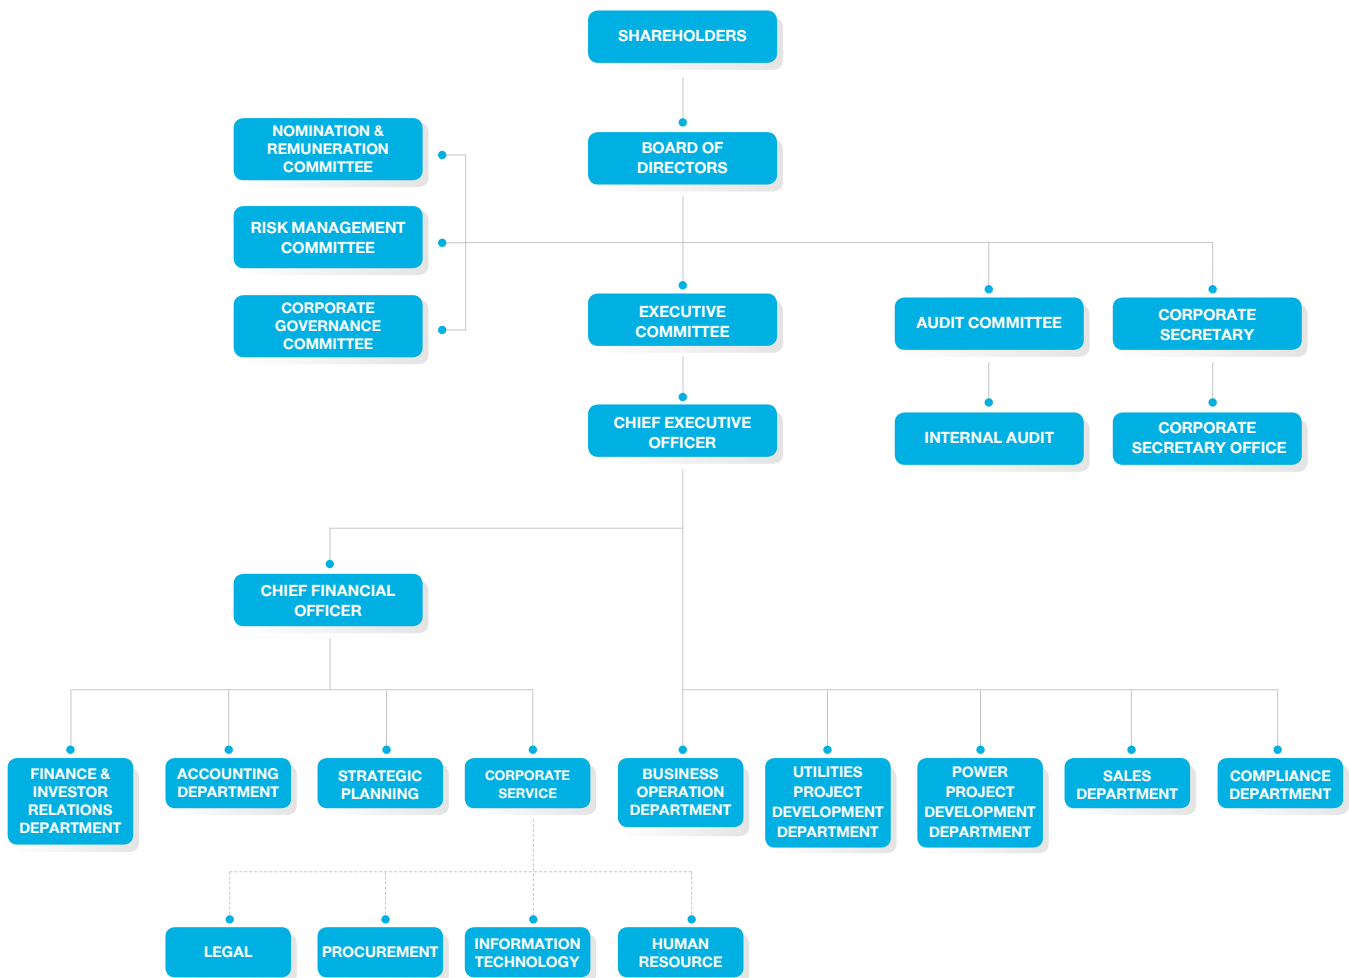 SHAREHOLDERS
NOMINATION &
REMUNERATION
COMMITTEE
BOARD OF
DIRECTORS
RISK MANAGEMENT
COMMITTEE
CORPORATE
GOVERNANCE
COMMITTEE
EXECUTIVE
COMMITTEE
AUDIT COMMITTEE
CORPORATE
SECRETARY
CHIEF EXECUTIVE
OFFICER
INTERNAL AUDIT
CORPORATE
SECRETARY OFFICE
CHIEF FINANCIAL
OFFICER
FINANCE &
INVESTOR
RELATIONS
DEPARTMENT
ACCOUNTING
DEPARTMENT
STRATEGIC
PLANNING
CORPORATE
SERVICE
BUSINESS
OPERATION
DEPARTMENT
UTILITIES
PROJECT
DEVELOPMENT
DEPARTMENT
POWER
PROJECT
DEVELOPMENT
DEPARTMENT
SALES
DEPARTMENT
COMPLIANCE
DEPARTMENT
LEGAL
PROCUREMENT
INFORMATION
TECHNOLOGY
HUMAN
RESOURCE